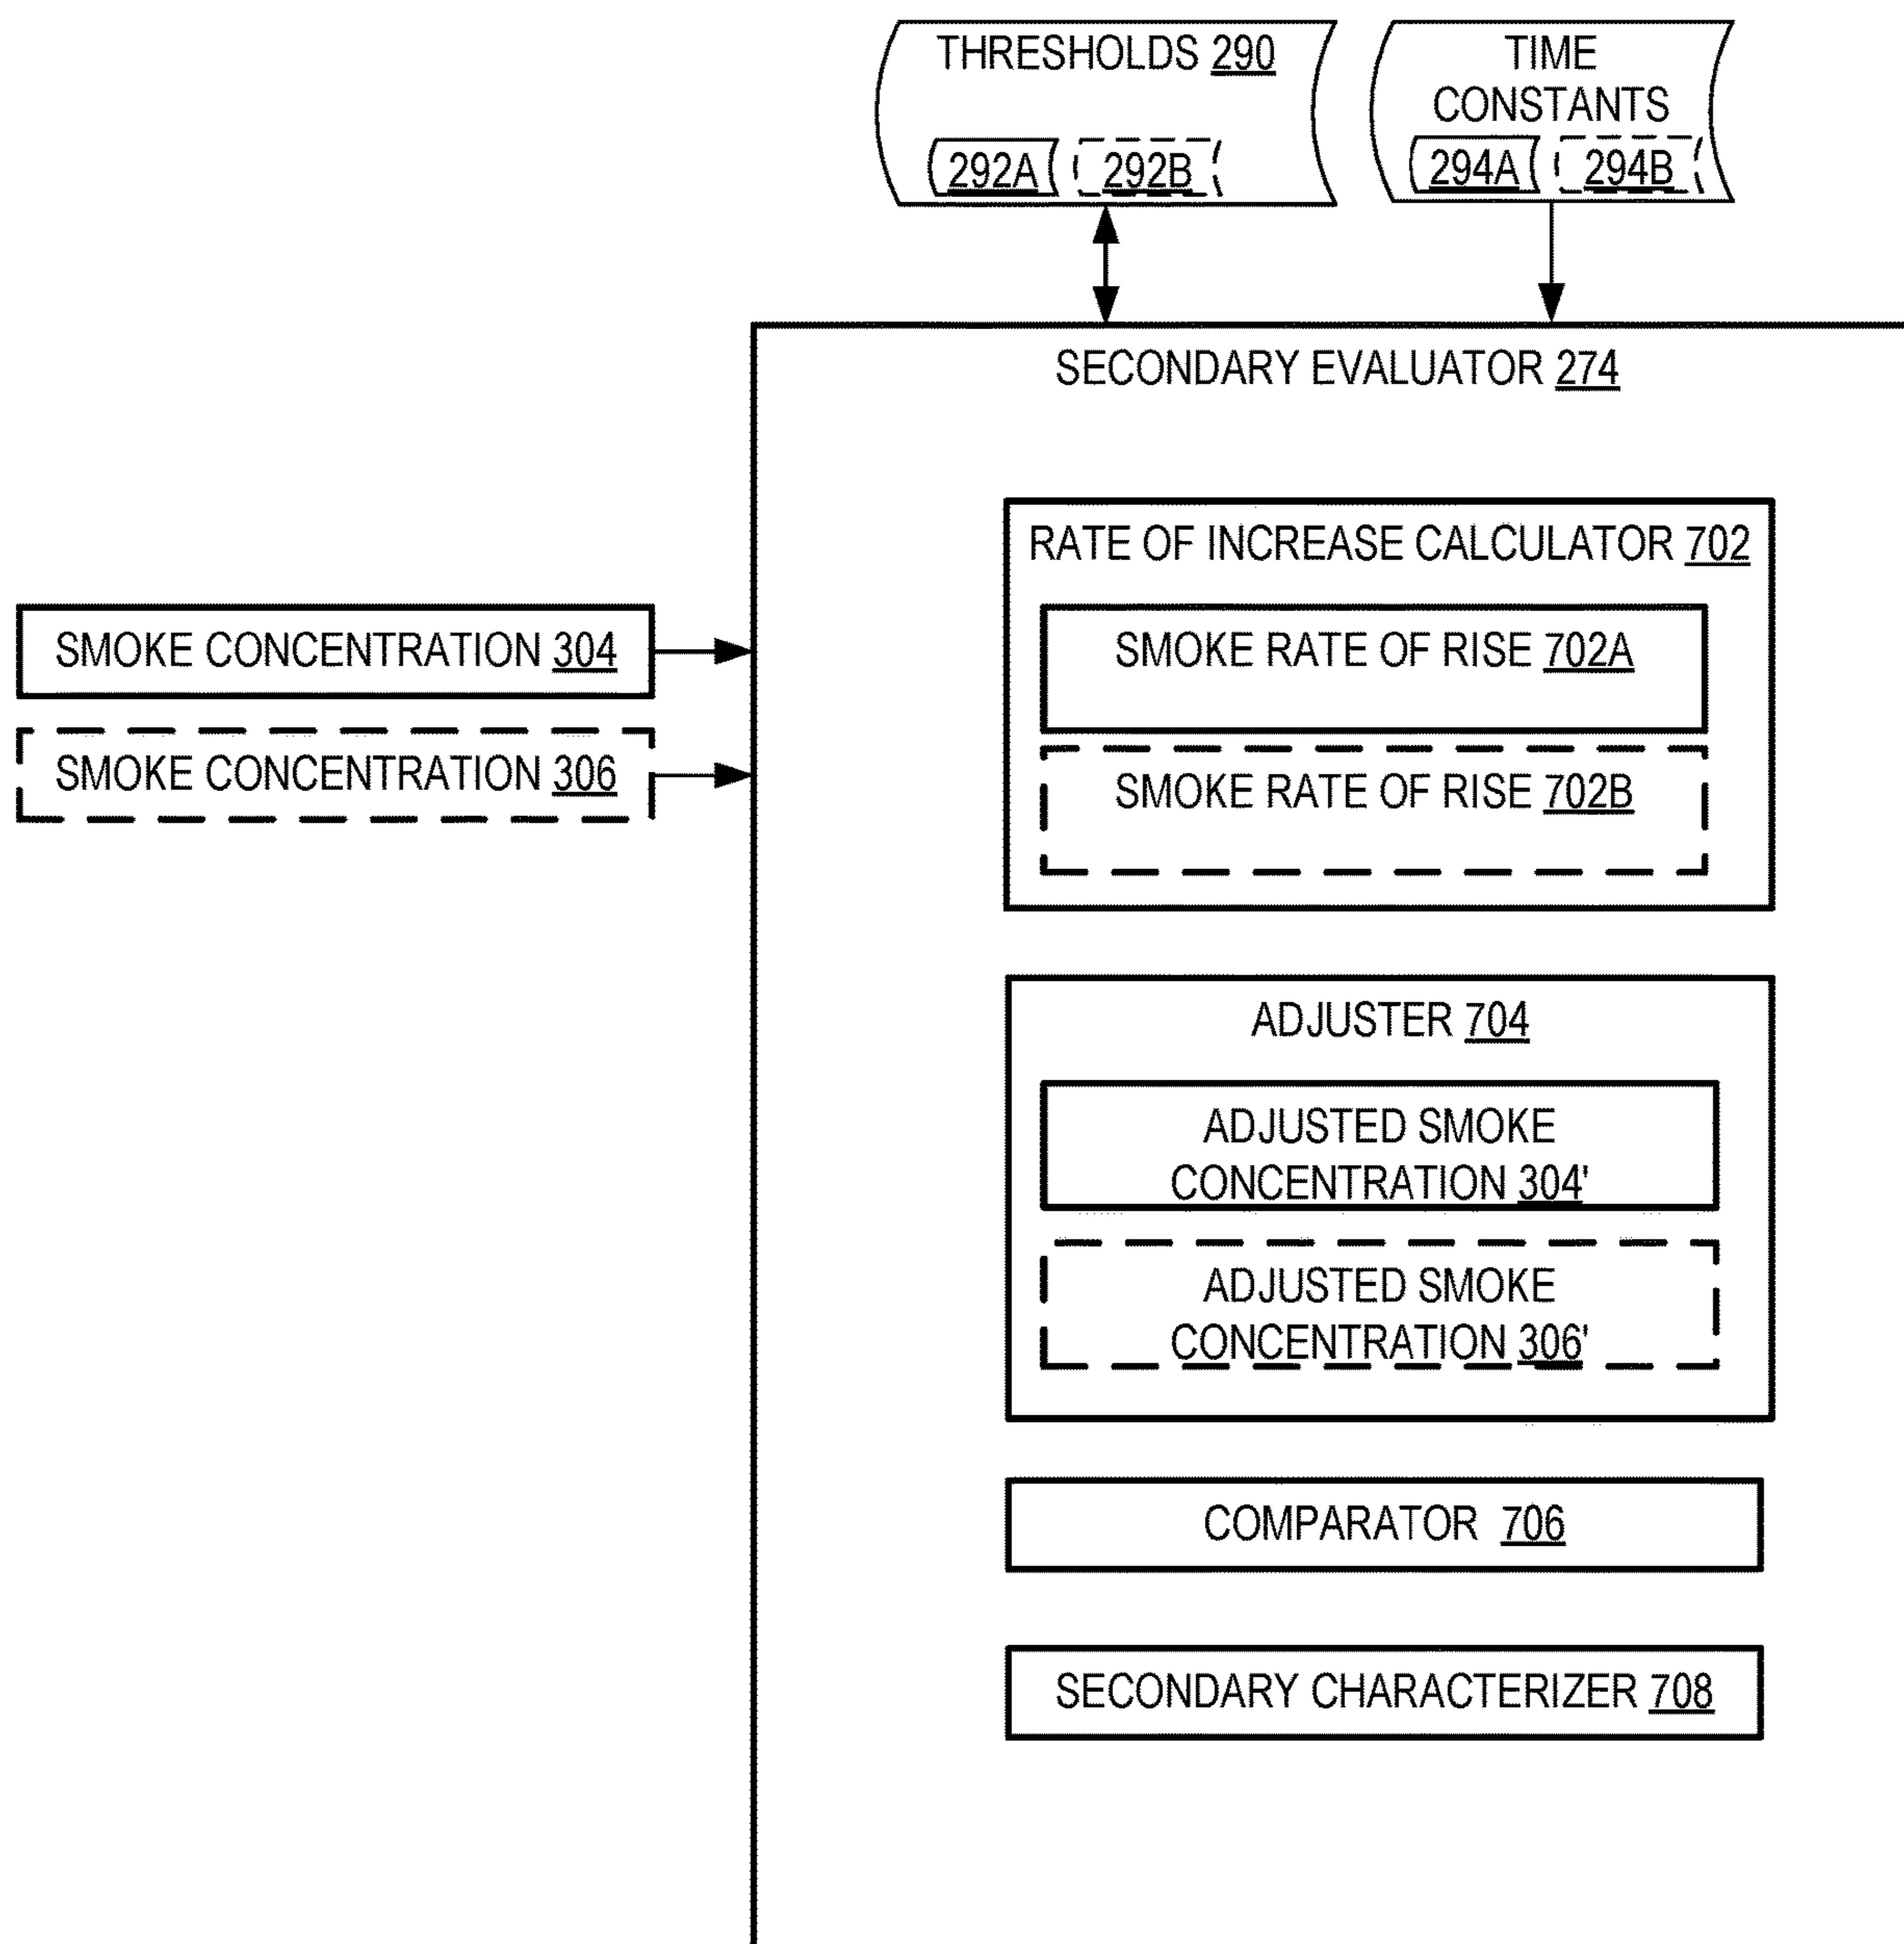 THRESHOLDS 290
292A 292B
TIME
CONSTANTS
294A 294B
SECONDARY EVALUATOR 274
SMOKE CONCENTRATION 304
SMOKE CONCENTRATION 306
RATE OF INCREASE CALCULATOR 702
SMOKE RATE OF RISE 702A
SMOKE RATE OF RISE 702B
ADJUSTER 704
ADJUSTED SMOKE
CONCENTRATION 304'
ADJUSTED SMOKE
CONCENTRATION 306'
COMPARATOR 706
SECONDARY CHARACTERIZER 708